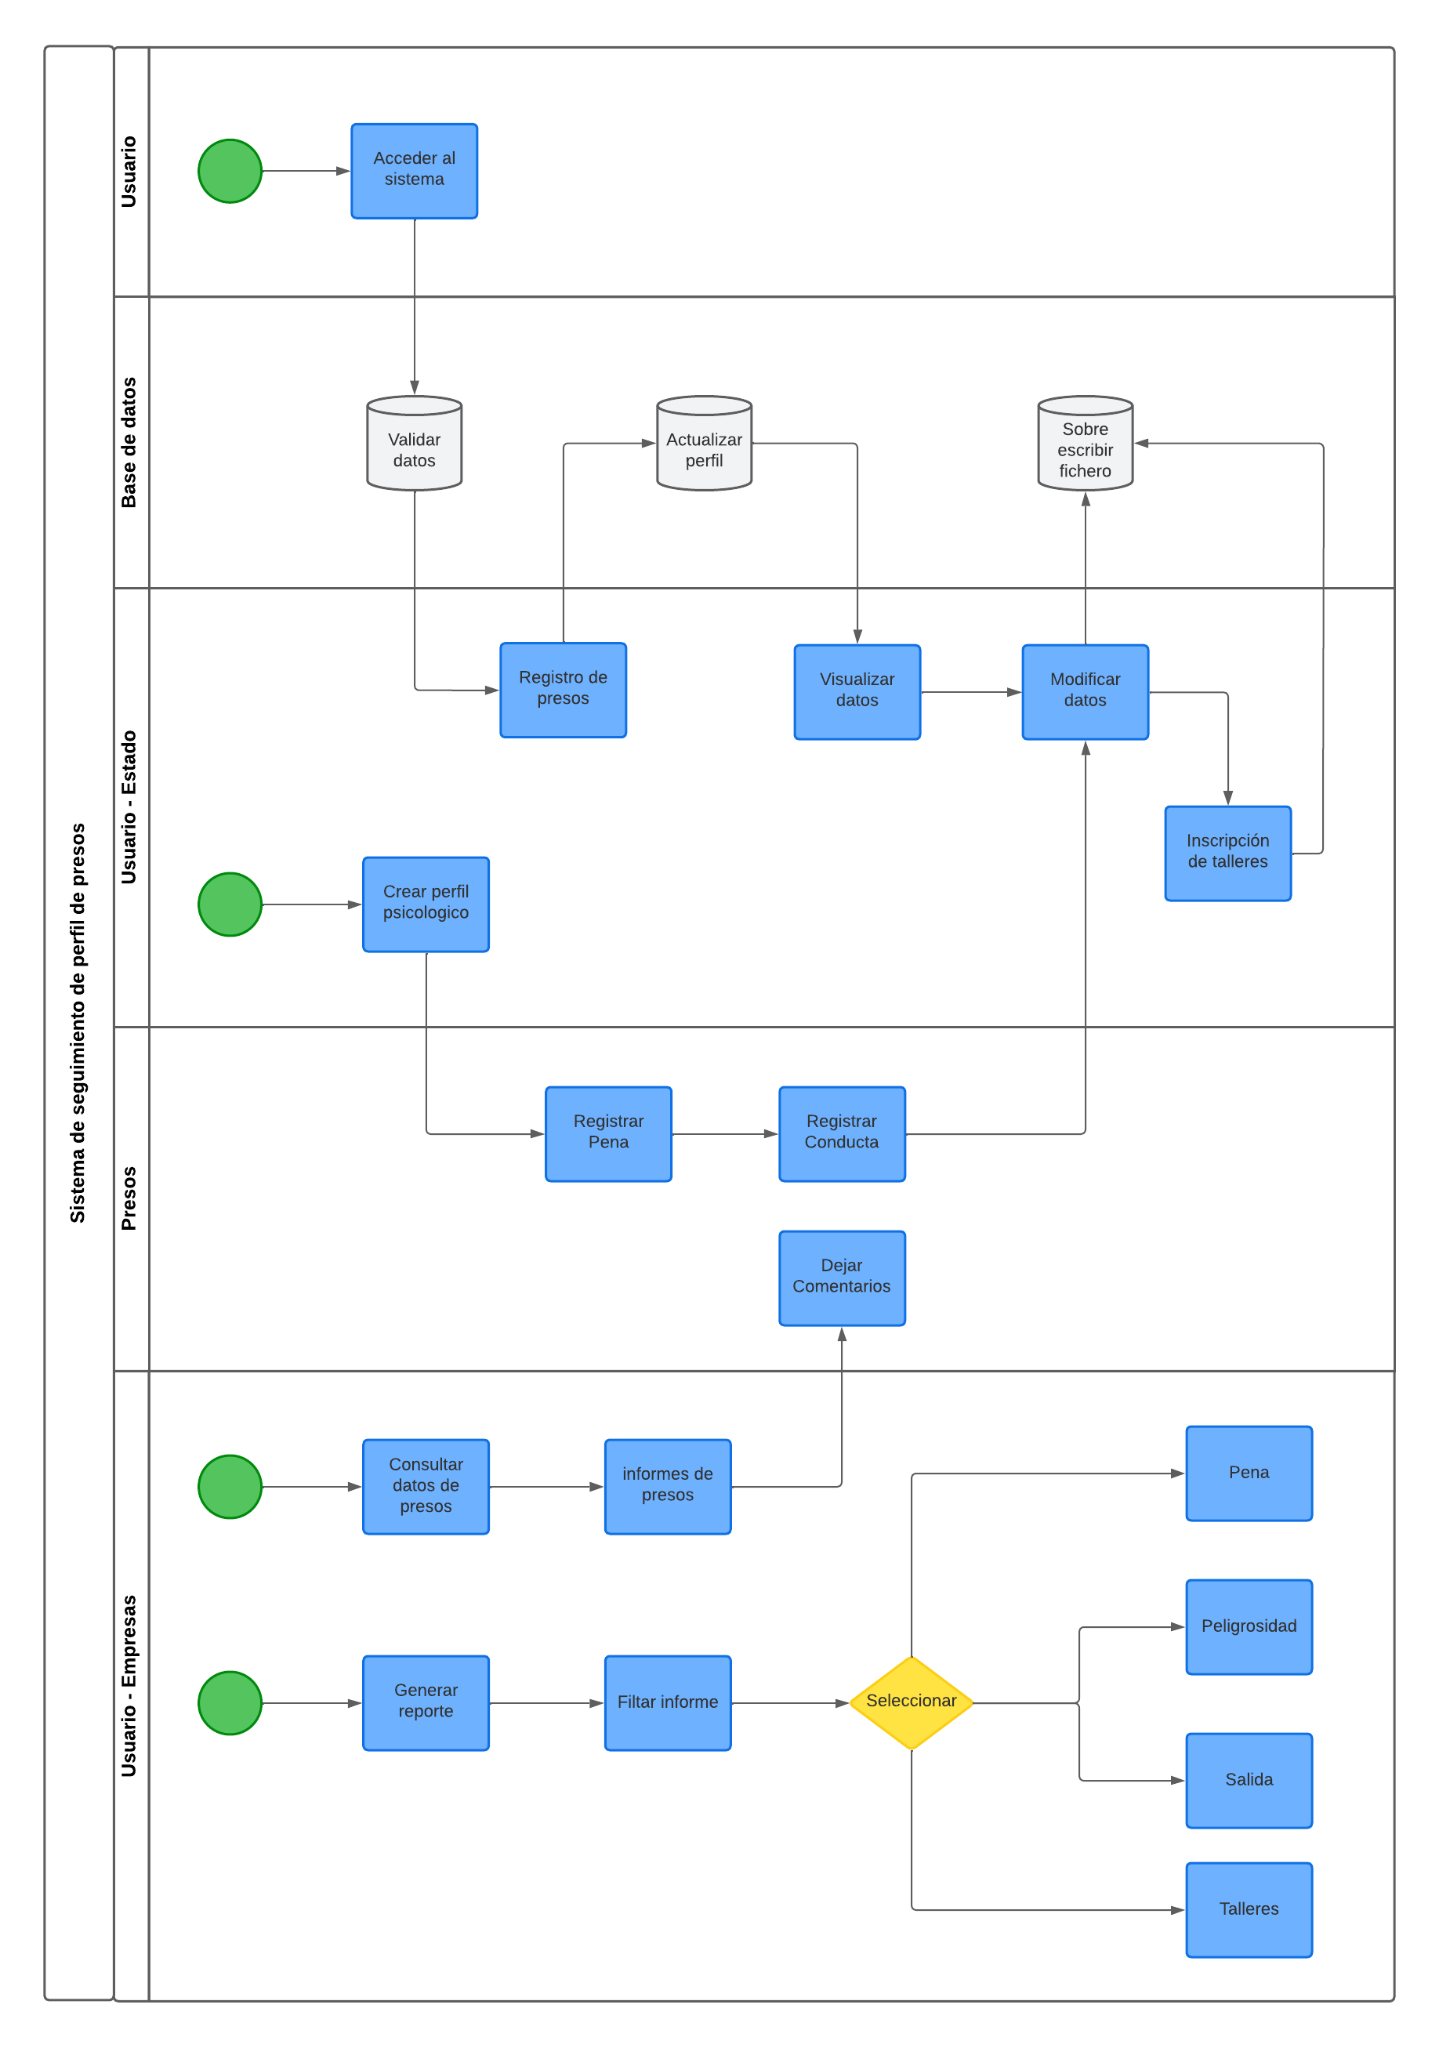 Sistema de seguimiento de perfil de presos
Usuario
Acceder al
sistema
Base de datos
Validar
datos
Actualizar
perfil
Sobre
escribir
fichero
Usuario - Estado
Registro de
presos
Visualizar
datos
Modificar
datos
Inscripción
de talleres
Crear perfil
psicologico
Presos
Registrar
Pena
Registrar
Conducta
Dejar
Comentarios
Usuario - Empresas
Consultar
datos de
presos
informes de
presos
Pena
Peligrosidad
Generar
reporte
Filtar informe
Seleccionar
Salida
Talleres